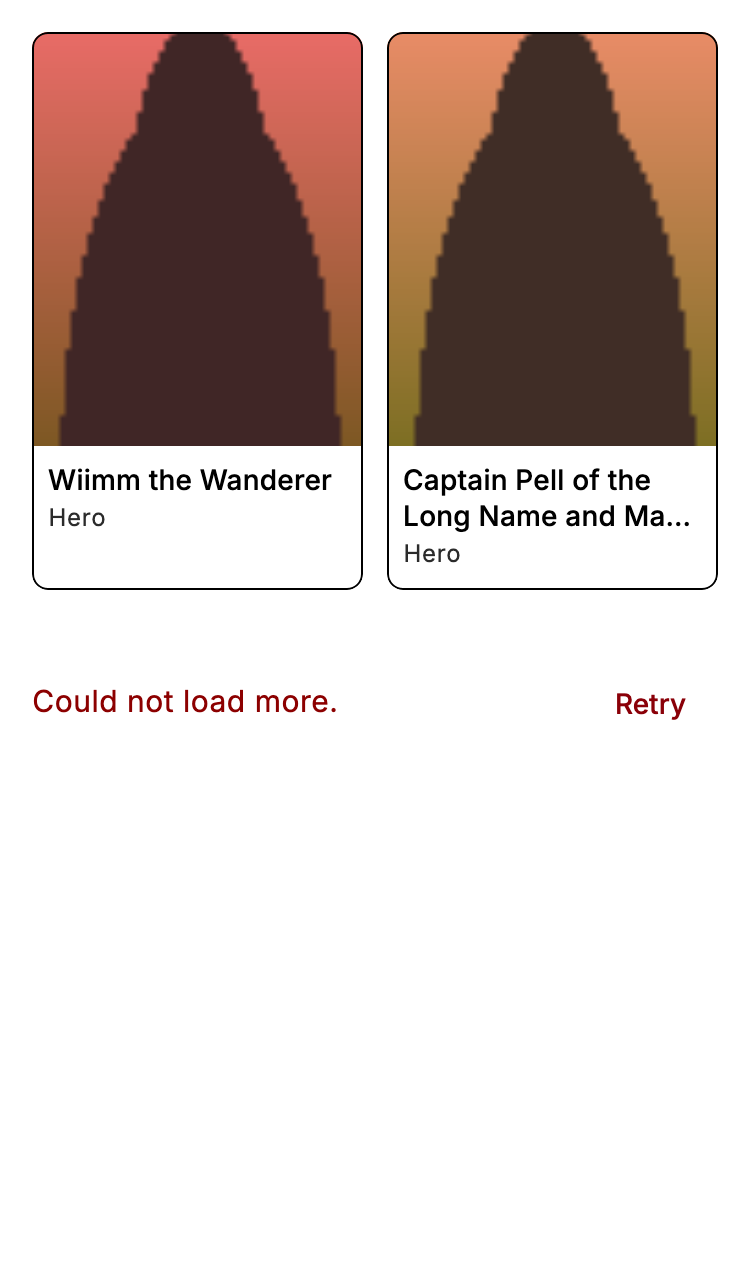 Wiimm the Wanderer
Hero
Captain Pell of the
Long Name and Ma...
Hero
Could not load more.
Retry